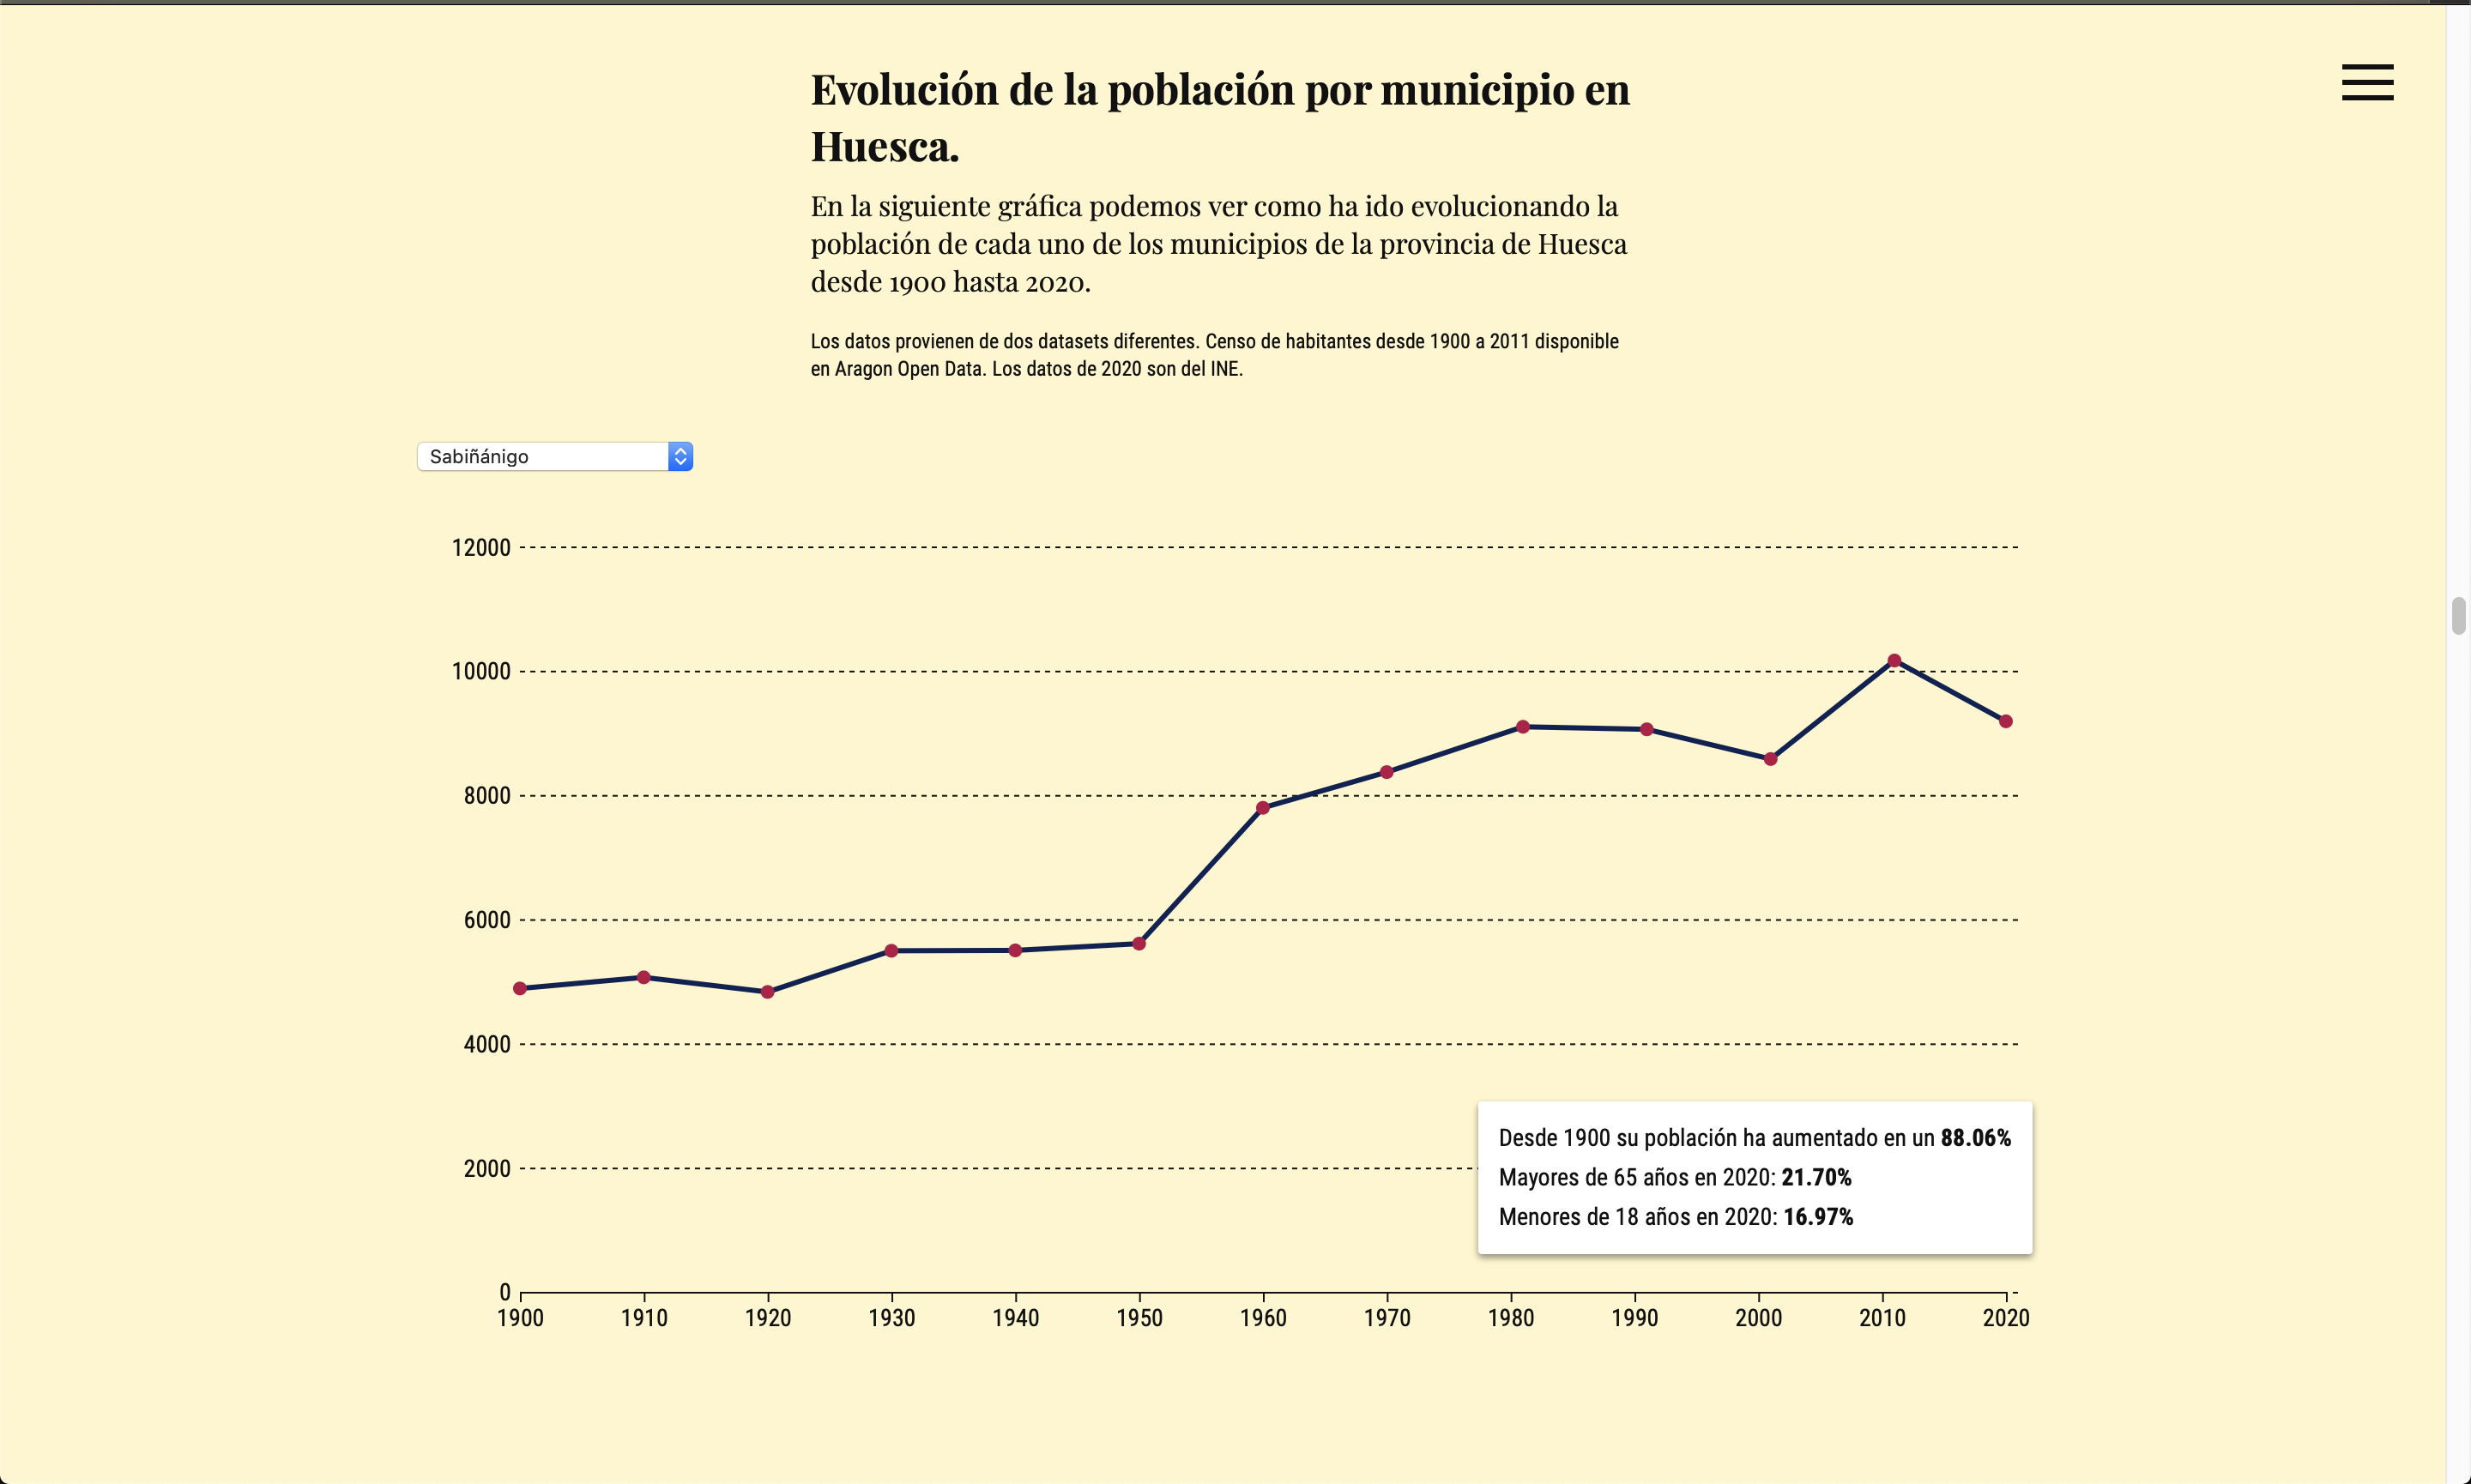 Evolución de la población por municipio en
Huesca.
En la siguiente gráfica podemos ver como ha ido evolucionando la
población de cada uno de los municipios de la provincia de Huesca
desde 1900 hasta 2020.
Los datos provienen de dos datasets diferentes. Censo de habitantes desde 1900 a 2011 disponible
en Aragon Open Data. Los datos de 2020 son del INE.
Sabiñánigo
12000
10000
8000
6000
4000
2000
0
Desde 1900 su población ha aumentado en un 88.06%
Mayores de 65 años en 2020: 21.70%
Menores de 18 años en 2020: 16.97%
1900 1910 1920 1930 1940 1950 1960 1970 1980 1990 2000 2010 2020